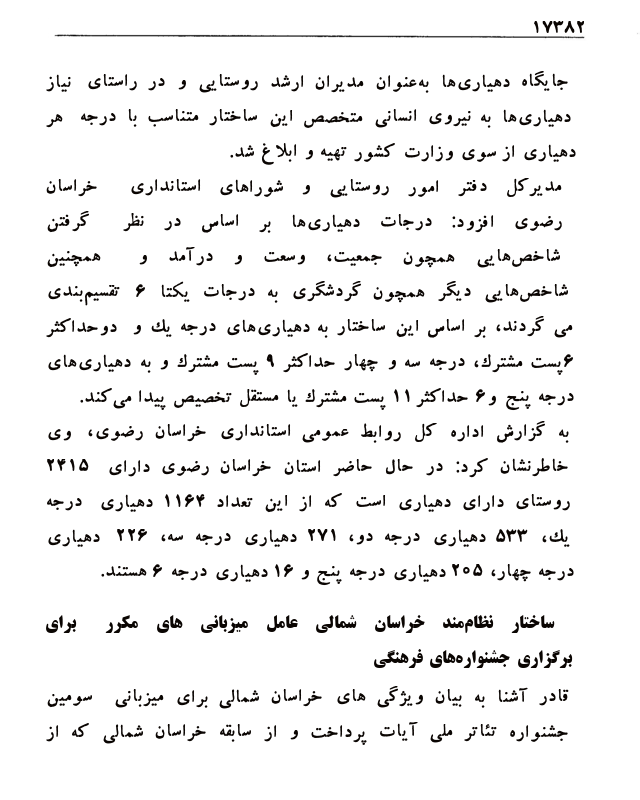 ۱۷۳۸۲
جایگاه دهیاری‌ها به‌عنوان مدیران ارشد روستایی و در راستای نیاز
دهیاری‌ها به نیروی انسانی متخصص این ساختار متناسب با درجه هر
دهیاری از سوی وزارت کشور تهیه و ابلاغ شد.
مدیرکل دفتر امور روستایی و شوراهای استانداری خراسان
رضوی افزود: درجات دهیاری‌ها بر اساس در نظر گرفتن
شاخص‌هایی همچون جمعیت، وسعت و درآمد و همچنین
شاخص‌هایی دیگر همچون گردشگری به درجات یکتا ۶ تقسیم‌بندی
می گردند، بر اساس این ساختار به دهیاری‌های درجه یك و دوحداکثر
۶پست مشترك، درجه سه و چهار حداکثر ۹ پست مشترك و به دهیاری‌های
درجه پنج و۶ حداکثر۱۱ پست مشترك یا مستقل تخصیص پیدا می‌کند.
به گزارش اداره کل روابط عمومی استانداری خراسان رضوی، وی
خاطرنشان کرد: در حال حاضر استان خراسان رضوی دارای ۲۴۱۵
روستای دارای دهیاری است که از این تعداد ۱۱۶۴ دهیاری درجه
یك، ۵۳۳ دهیاری درجه دو، ۲۷۱ دهیاری درجه سه، ۲۲۶ دهیاری
درجه چهار، ۲۰۵ دهیاری درجه پنج و ۱۶ دهیاری درجه ۶ هستند.
ساختار نظام‌مند خراسان شمالی عامل میزبانی های مکرر برای
برگزاری جشنواره‌های فرهنگی
قادر آشنا به بیان ویژگی های خراسان شمالی برای میزبانی سومین
جشنواره تئاتر ملی آیات پرداخت و از سابقه خراسان شمالی که از